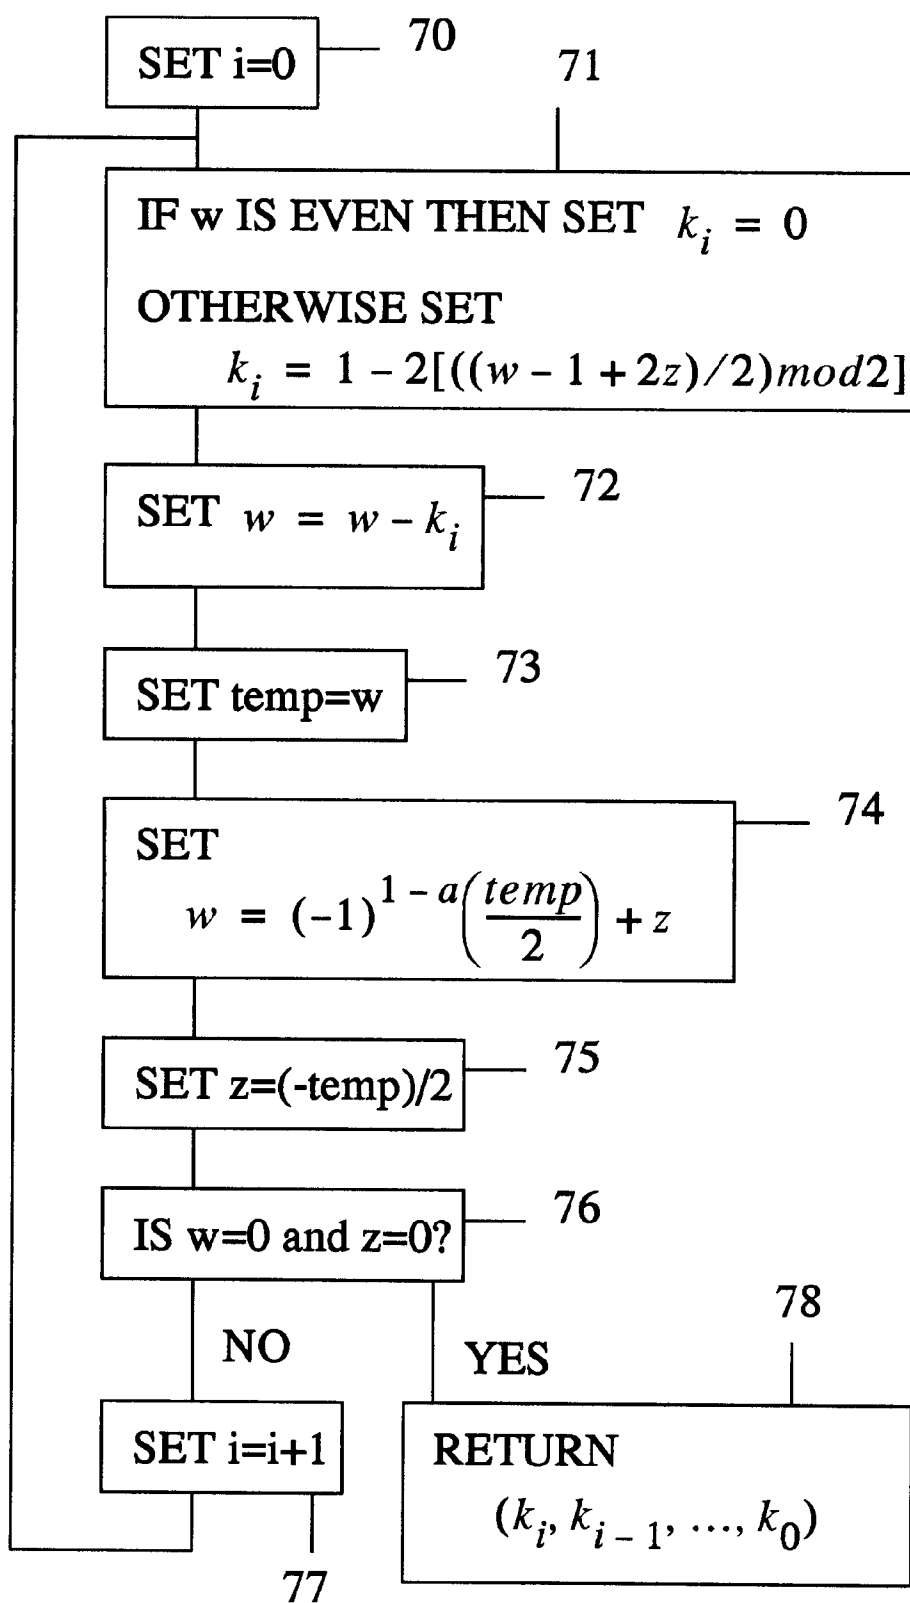 SET i=0
70
71
IF w IS EVEN THEN SET k_i = 0
OTHERWISE SET
k_i = 1 - 2[((w - 1 + 2z)/2)mod2]
72
SET w = w - k_i
73
SET temp=w
74
SET
w = (-1)^{1 - a}(\frac{temp}{2}) + z
75
SET z=(-temp)/2
76
IS w=0 and z=0?
78
NO
YES
SET i=i+1
RETURN
(k_i, k_{i - 1}, ..., k_0)
77